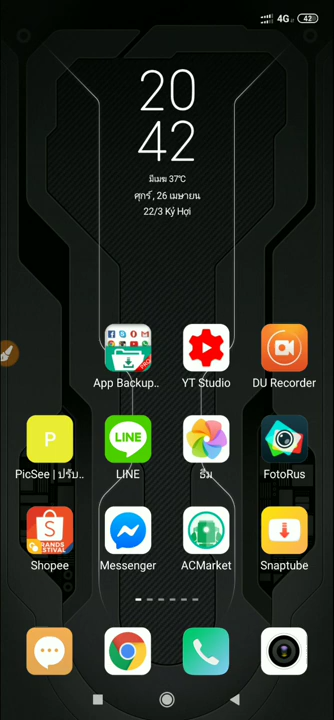 4G
42
20
42
มีเมฆ 37°C
ศุกร์, 26 เมษายน
22/3 Kỷ Hợi
App Backup..
YT Studio
DU Recorder
P
PicSee | ปรับ..
LINE
LINE
ธีม
FotoRus
Shopee
Messenger
ACMarket
Snaptube